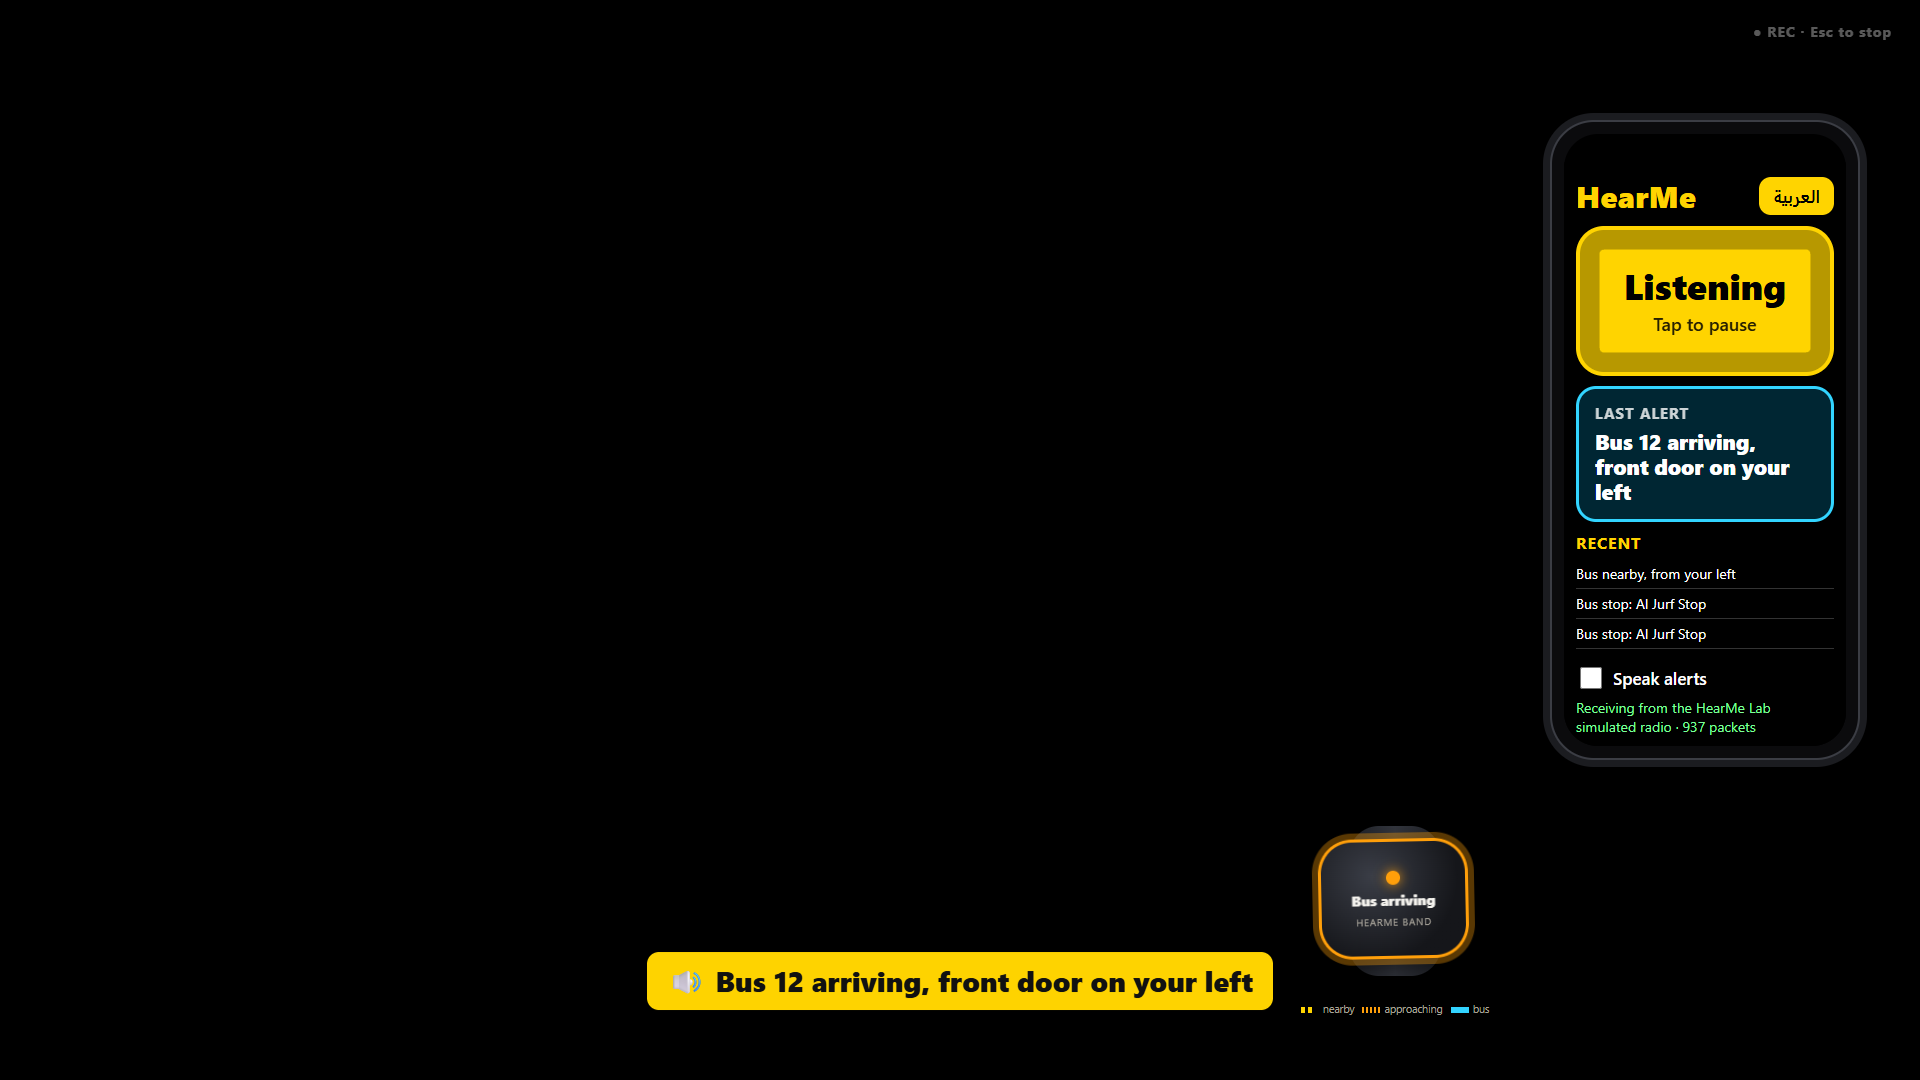 ● REC · Esc to stop
HearMe
العربية
Listening
Tap to pause
LAST ALERT
Bus 12 arriving,
front door on your
left
RECENT
Bus nearby, from your left
Bus stop: Al Jurf Stop
Bus stop: Al Jurf Stop
Speak alerts
Receiving from the HearMe Lab
simulated radio · 937 packets
Bus arriving
HEARME BAND
Bus 12 arriving, front door on your left
nearby approaching bus